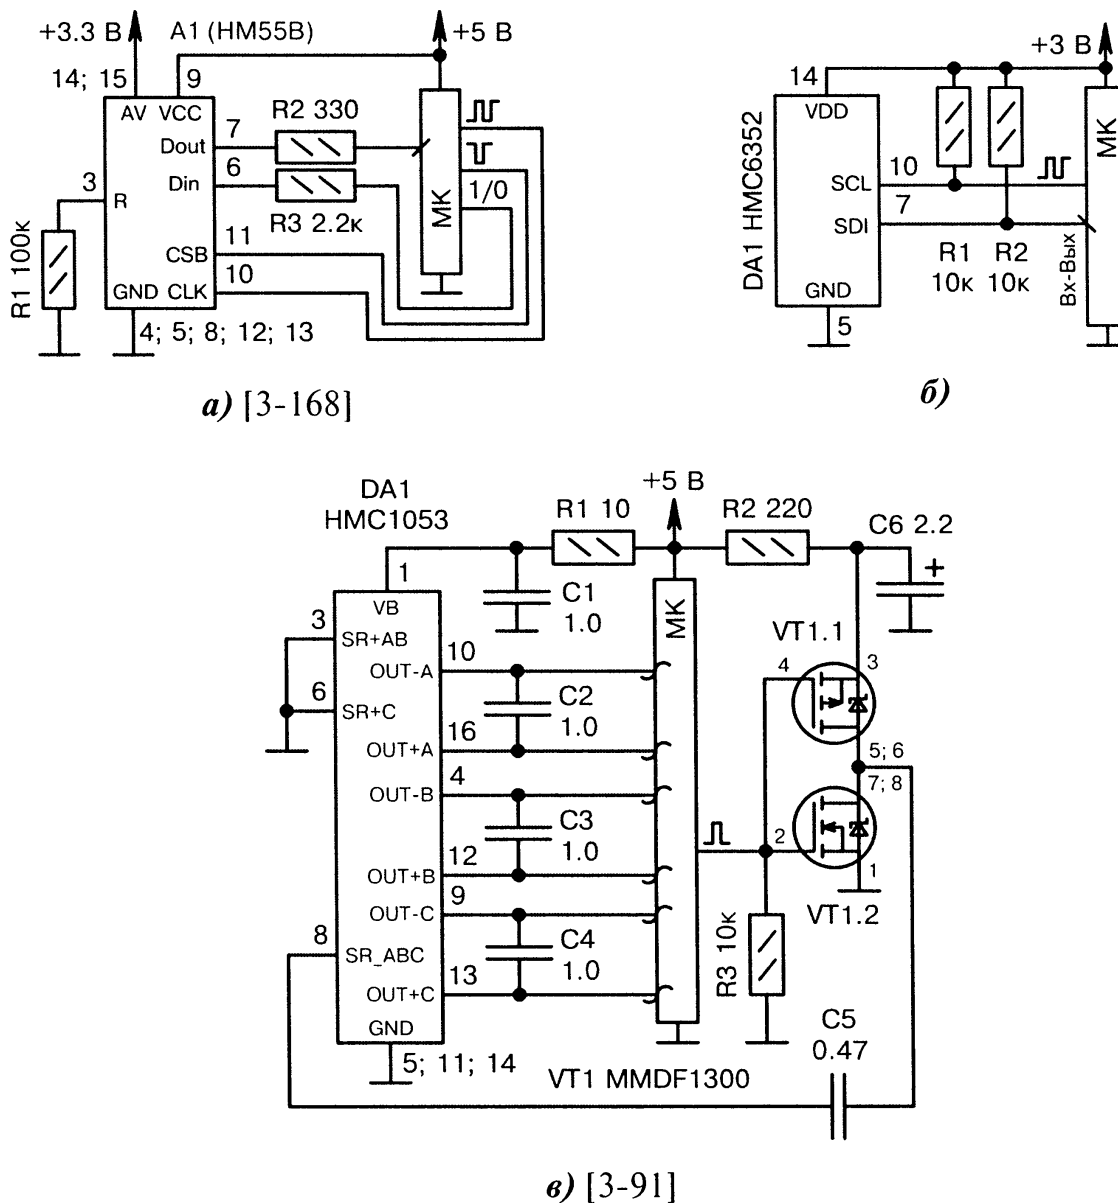 +3.3 В
A1 (HM55B)
+5 В
14; 15
9
AV VCC
Dout
7
R2 330
Din
6
R3 2.2к
1/0
МК
3
R
R1 100к
CSB
11
CLK
10
GND
4; 5; 8; 12; 13
а) [3-168]
+3 В
14
VDD
DA1 HMC6352
SCL
10
SDI
7
R1
10к
R2
10к
Вх-Вых
МК
GND
5
б)
DA1
HMC1053
R1 10
+5 В
R2 220
C6 2.2
+
1
VB
C1
1.0
МК
VT1.1
3
SR+AB
10
OUT-A
4
3
6
SR+C
C2
1.0
16
OUT+A
5; 6
4
OUT-B
7; 8
C3
1.0
12
OUT+B
2
1
9
OUT-C
VT1.2
8
SR_ABC
C4
1.0
R3 10к
13
OUT+C
GND
5; 11; 14
VT1 MMDF1300
C5
0.47
в) [3-91]